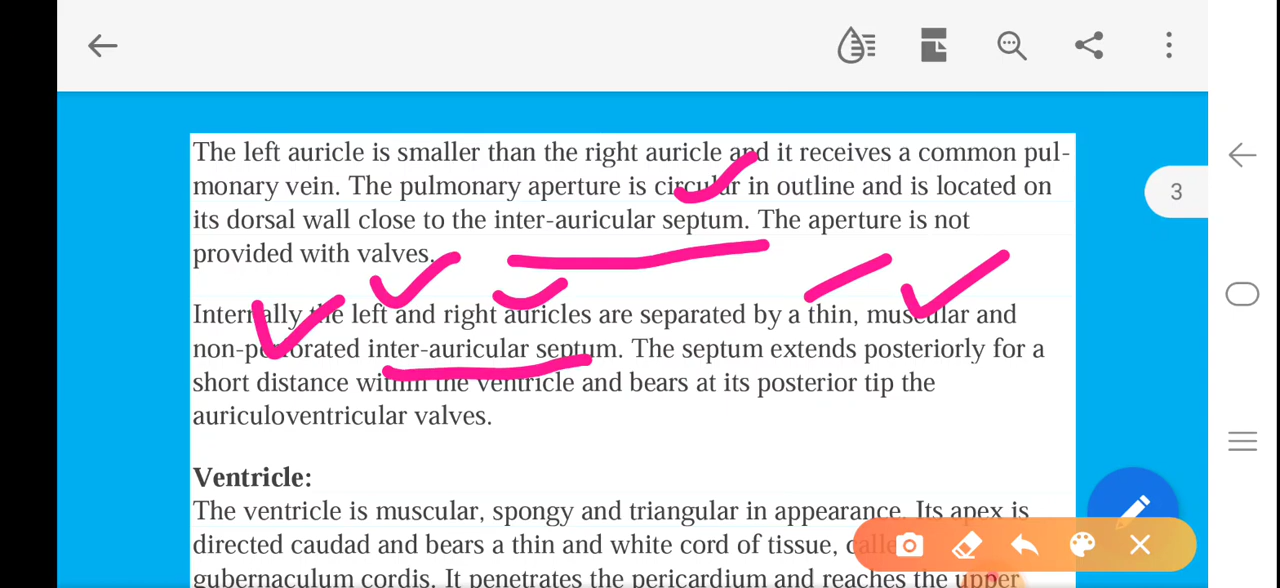 The left auricle is smaller than the right auricle and it receives a common pul-
monary vein. The pulmonary aperture is circular in outline and is located on
its dorsal wall close to the inter-auricular septum. The aperture is not
provided with valves.
3
Internally the left and right auricles are separated by a thin, muscular and
non-perforated inter-auricular septum. The septum extends posteriorly for a
short distance within the ventricle and bears at its posterior tip the
auriculoventricular valves.
Ventricle:
The ventricle is muscular, spongy and triangular in appearance. Its apex is
directed caudad and bears a thin and white cord of tissue,
gubernaculum cordis. It penetrates the pericardium and reaches the upper